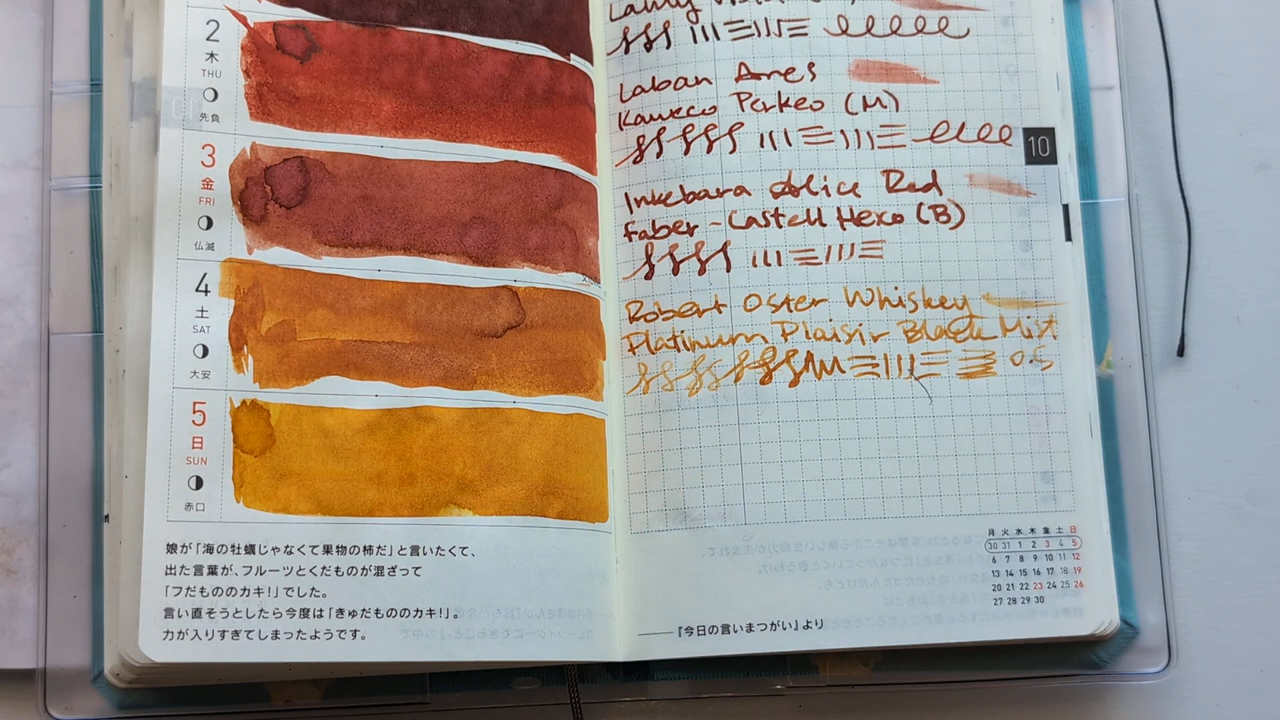 2
木
THU
先負
3
金
FRI
仏滅
4
土
SAT
大安
5
日
SUN
赤口
娘が「海の牡蠣じゃなくて果物の柿だ」と言いたくて、
出た言葉が、フルーツとくだものが混ざって
「フだもののカキ!」でした。
言い直そうとしたら今度は「きゅだもののカキ!」。
力が入りすぎてしまったようです。
Laban Ares
Kaweco Perkeo (M)
10
Inkebara Alice Red
Faber-Castell Hexo (B)
Robert Oster Whiskey
Platinum Plaisir Black Mist
0.5
月 火 水 木 金 土 日
30 31 1 2 3 4 5
6 7 8 9 10 11 12
13 14 15 16 17 18 19
20 21 22 23 24 25 26
27 28 29 30
『今日の言いまつがい』より